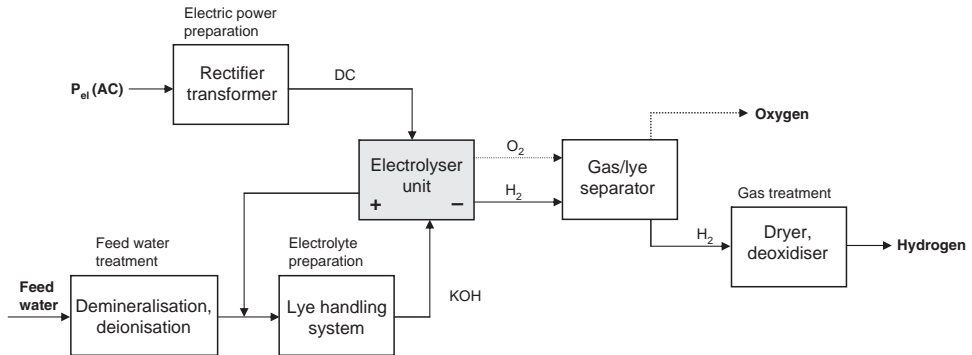 Electric power
preparation
Rectifier
transformer
P_el (AC)
DC
Electrolyser
unit
+ –
O₂
H₂
Gas/lye
separator
Oxygen
Gas treatment
H₂
Dryer,
deoxidiser
Hydrogen
Feed water
treatment
Feed
water
Demineralisation,
deionisation
Electrolyte
preparation
Lye handling
system
KOH